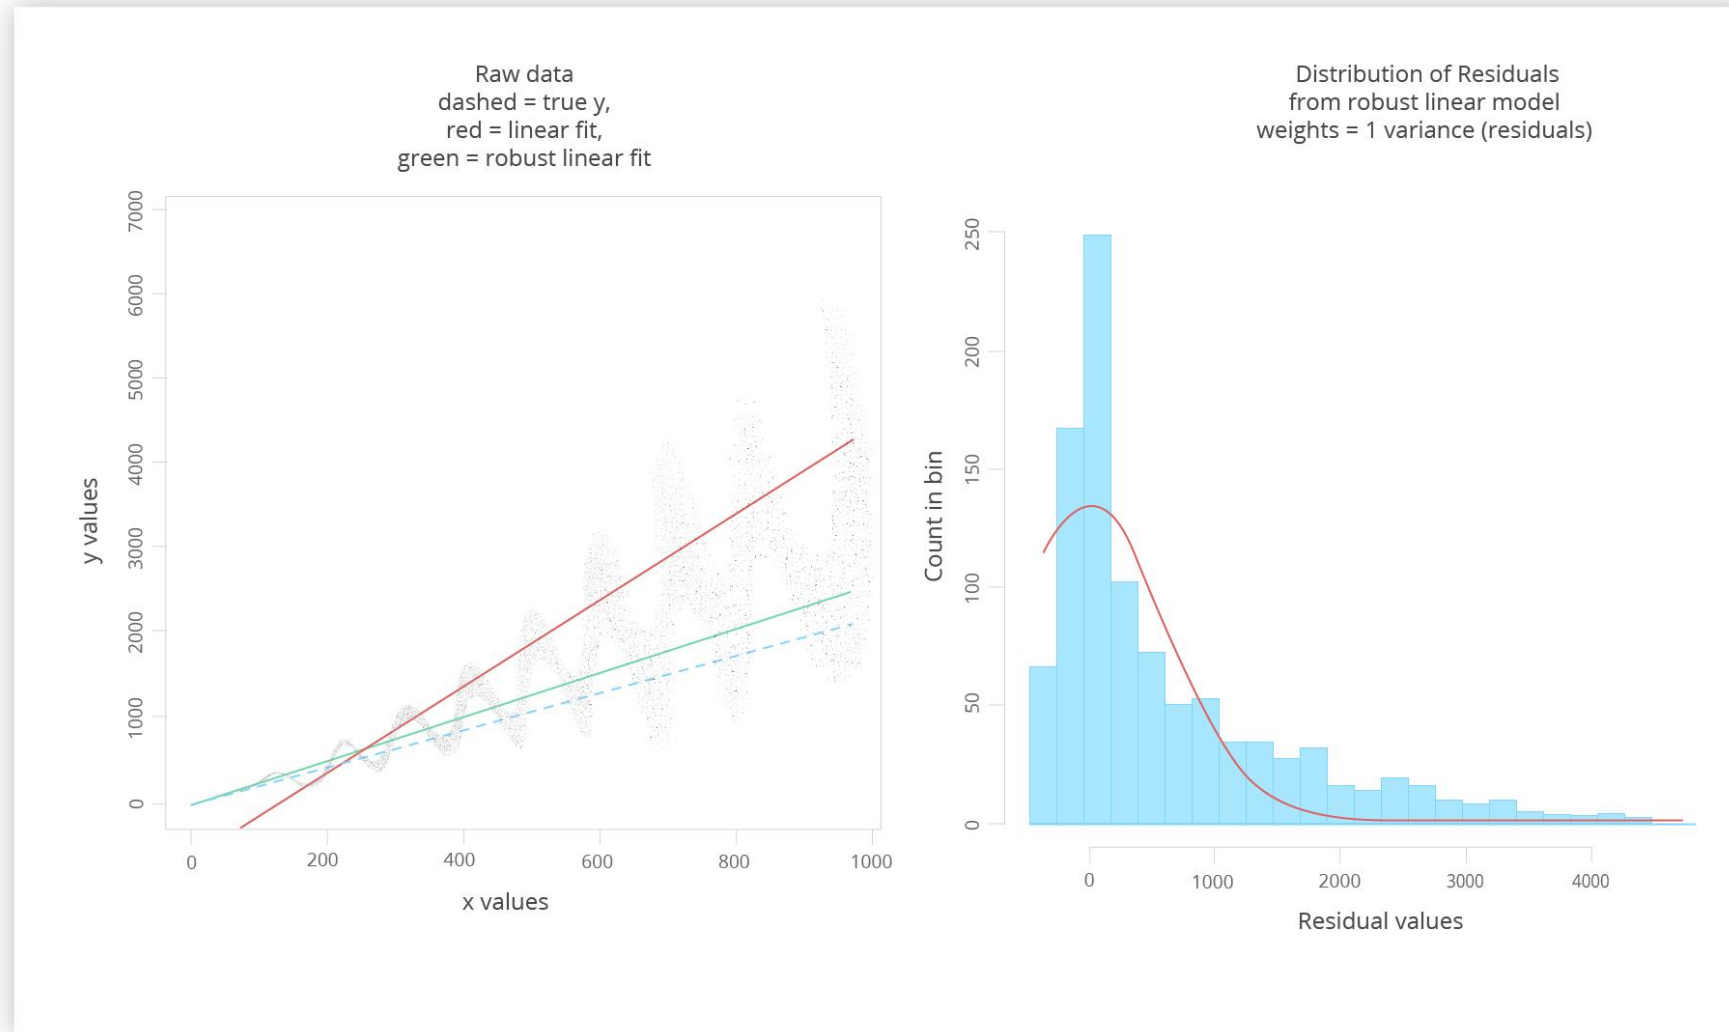 Raw data
dashed = true y,
red = linear fit,
green = robust linear fit
7000
6000
5000
4000
3000
2000
1000
0
y values
0
200
400
600
800
1000
x values
Distribution of Residuals
from robust linear model
weights = 1 variance (residuals)
250
200
150
100
50
0
Count in bin
0
1000
2000
3000
4000
Residual values